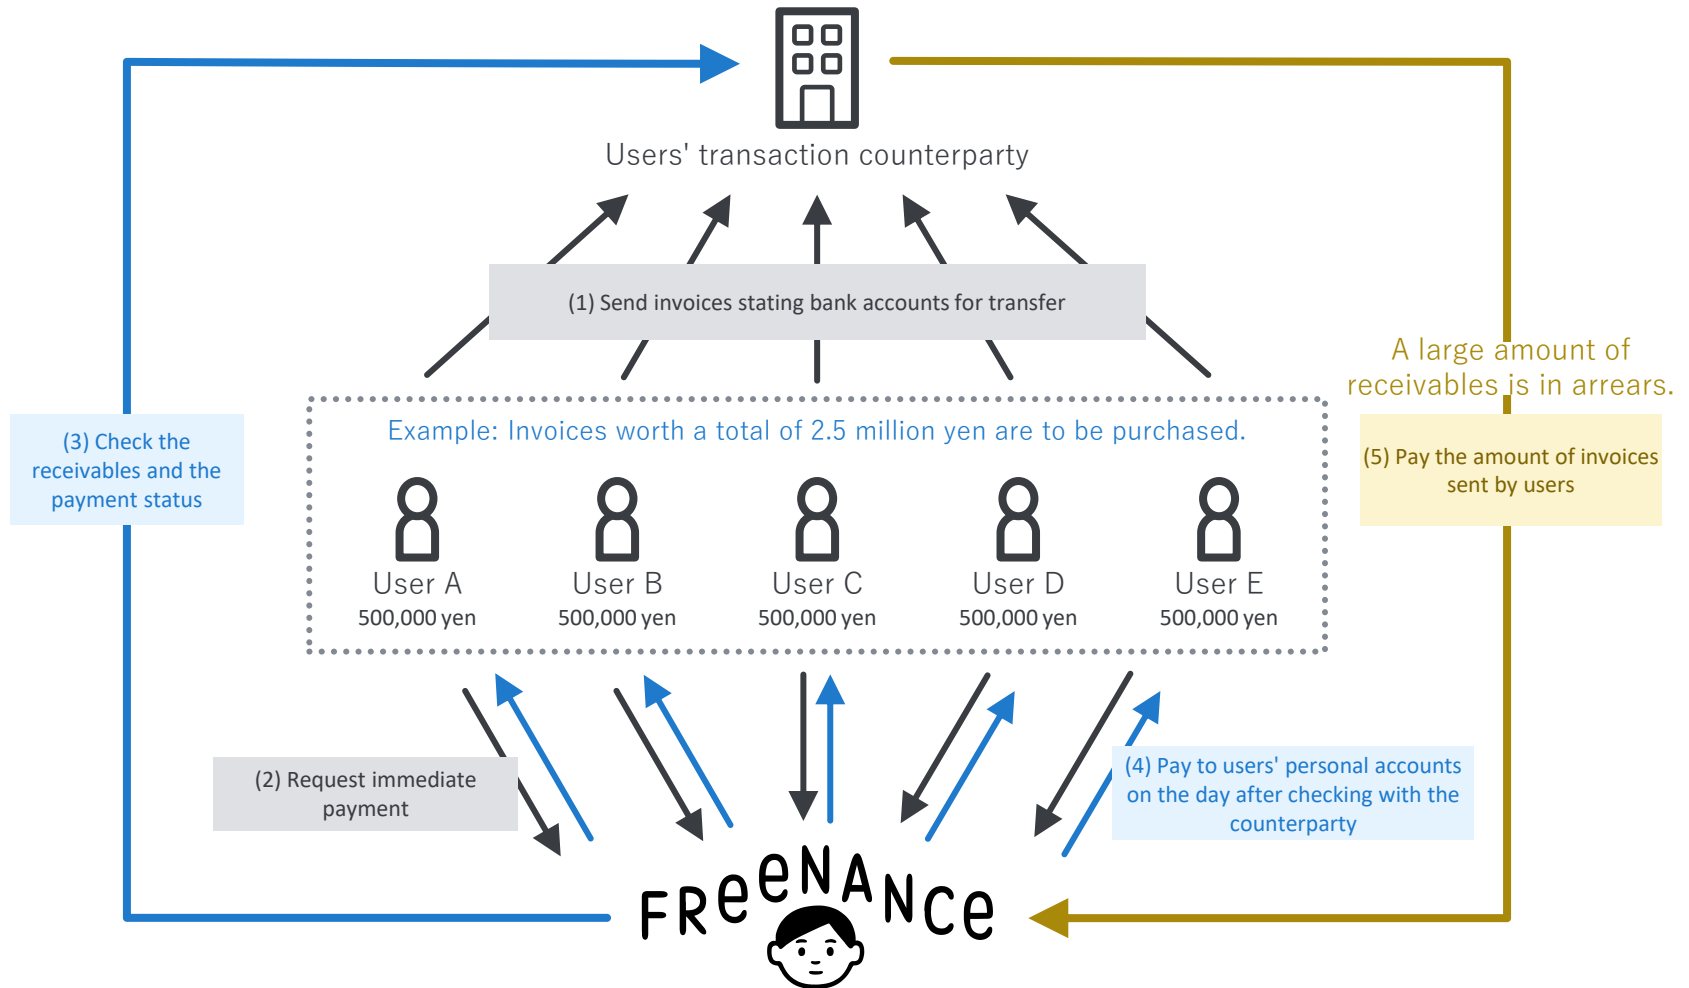 Users' transaction counterparty
(1) Send invoices stating bank accounts for transfer
A large amount of
receivables is in arrears.
Example: Invoices worth a total of 2.5 million yen are to be purchased.
(3) Check the
receivables and the
payment status
(5) Pay the amount of invoices
sent by users
User A
500,000 yen
User B
500,000 yen
User C
500,000 yen
User D
500,000 yen
User E
500,000 yen
(2) Request immediate
payment
(4) Pay to users' personal accounts
on the day after checking with the
counterparty
FReeNANCe